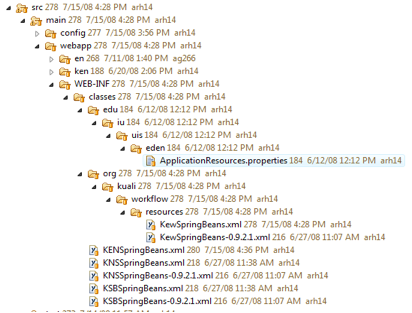 src 278 7/15/08 4:28 PM arh14
main 278 7/15/08 4:28 PM arh14
config 277 7/15/08 3:56 PM arh14
webapp 278 7/15/08 4:28 PM arh14
en 268 7/11/08 1:40 PM ag266
ken 188 6/20/08 2:06 PM arh14
WEB-INF 278 7/15/08 4:28 PM arh14
classes 278 7/15/08 4:28 PM arh14
edu 184 6/12/08 12:12 PM arh14
iu 184 6/12/08 12:12 PM arh14
uis 184 6/12/08 12:12 PM arh14
eden 184 6/12/08 12:12 PM arh14
ApplicationResources.properties 184 6/12/08 12:12 PM arh14
org 278 7/15/08 4:28 PM arh14
kuali 278 7/15/08 4:28 PM arh14
workflow 278 7/15/08 4:28 PM arh14
resources 278 7/15/08 4:28 PM arh14
KewSpringBeans.xml 278 7/15/08 4:28 PM arh14
KewSpringBeans-0.9.2.1.xml 216 6/27/08 11:07 AM arh14
KENSpringBeans.xml 280 7/15/08 4:36 PM arh14
KNSSpringBeans.xml 218 6/27/08 11:38 AM arh14
KNSSpringBeans-0.9.2.1.xml 216 6/27/08 11:07 AM arh14
KSBSpringBeans.xml 218 6/27/08 11:38 AM arh14
KSBSpringBeans-0.9.2.1.xml 216 6/27/08 11:07 AM arh14